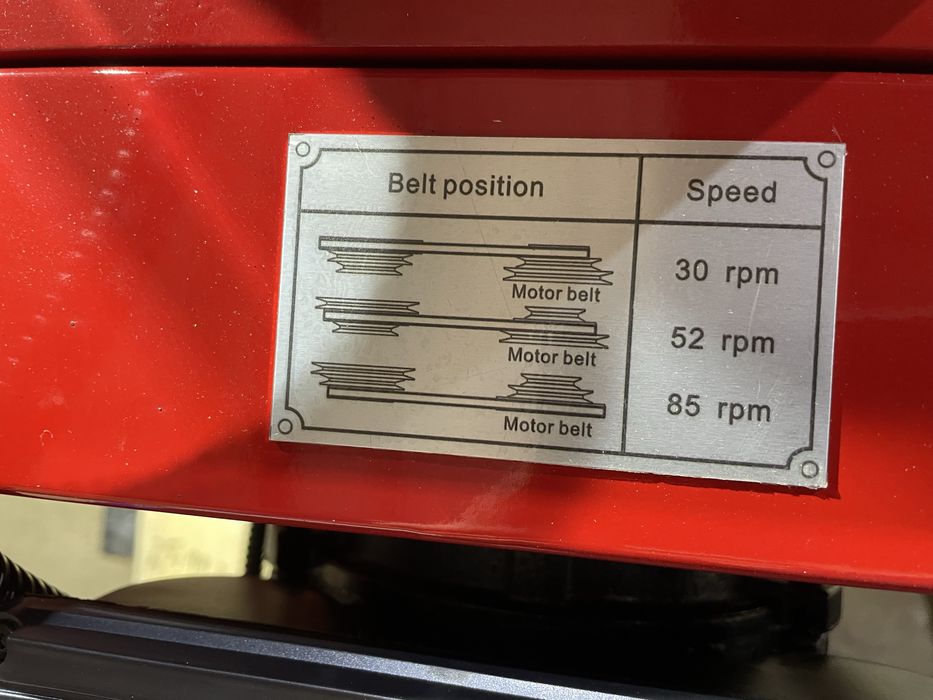 Belt position Speed
30 rpm
Motor belt
52 rpm
Motor belt
85 rpm
Motor belt